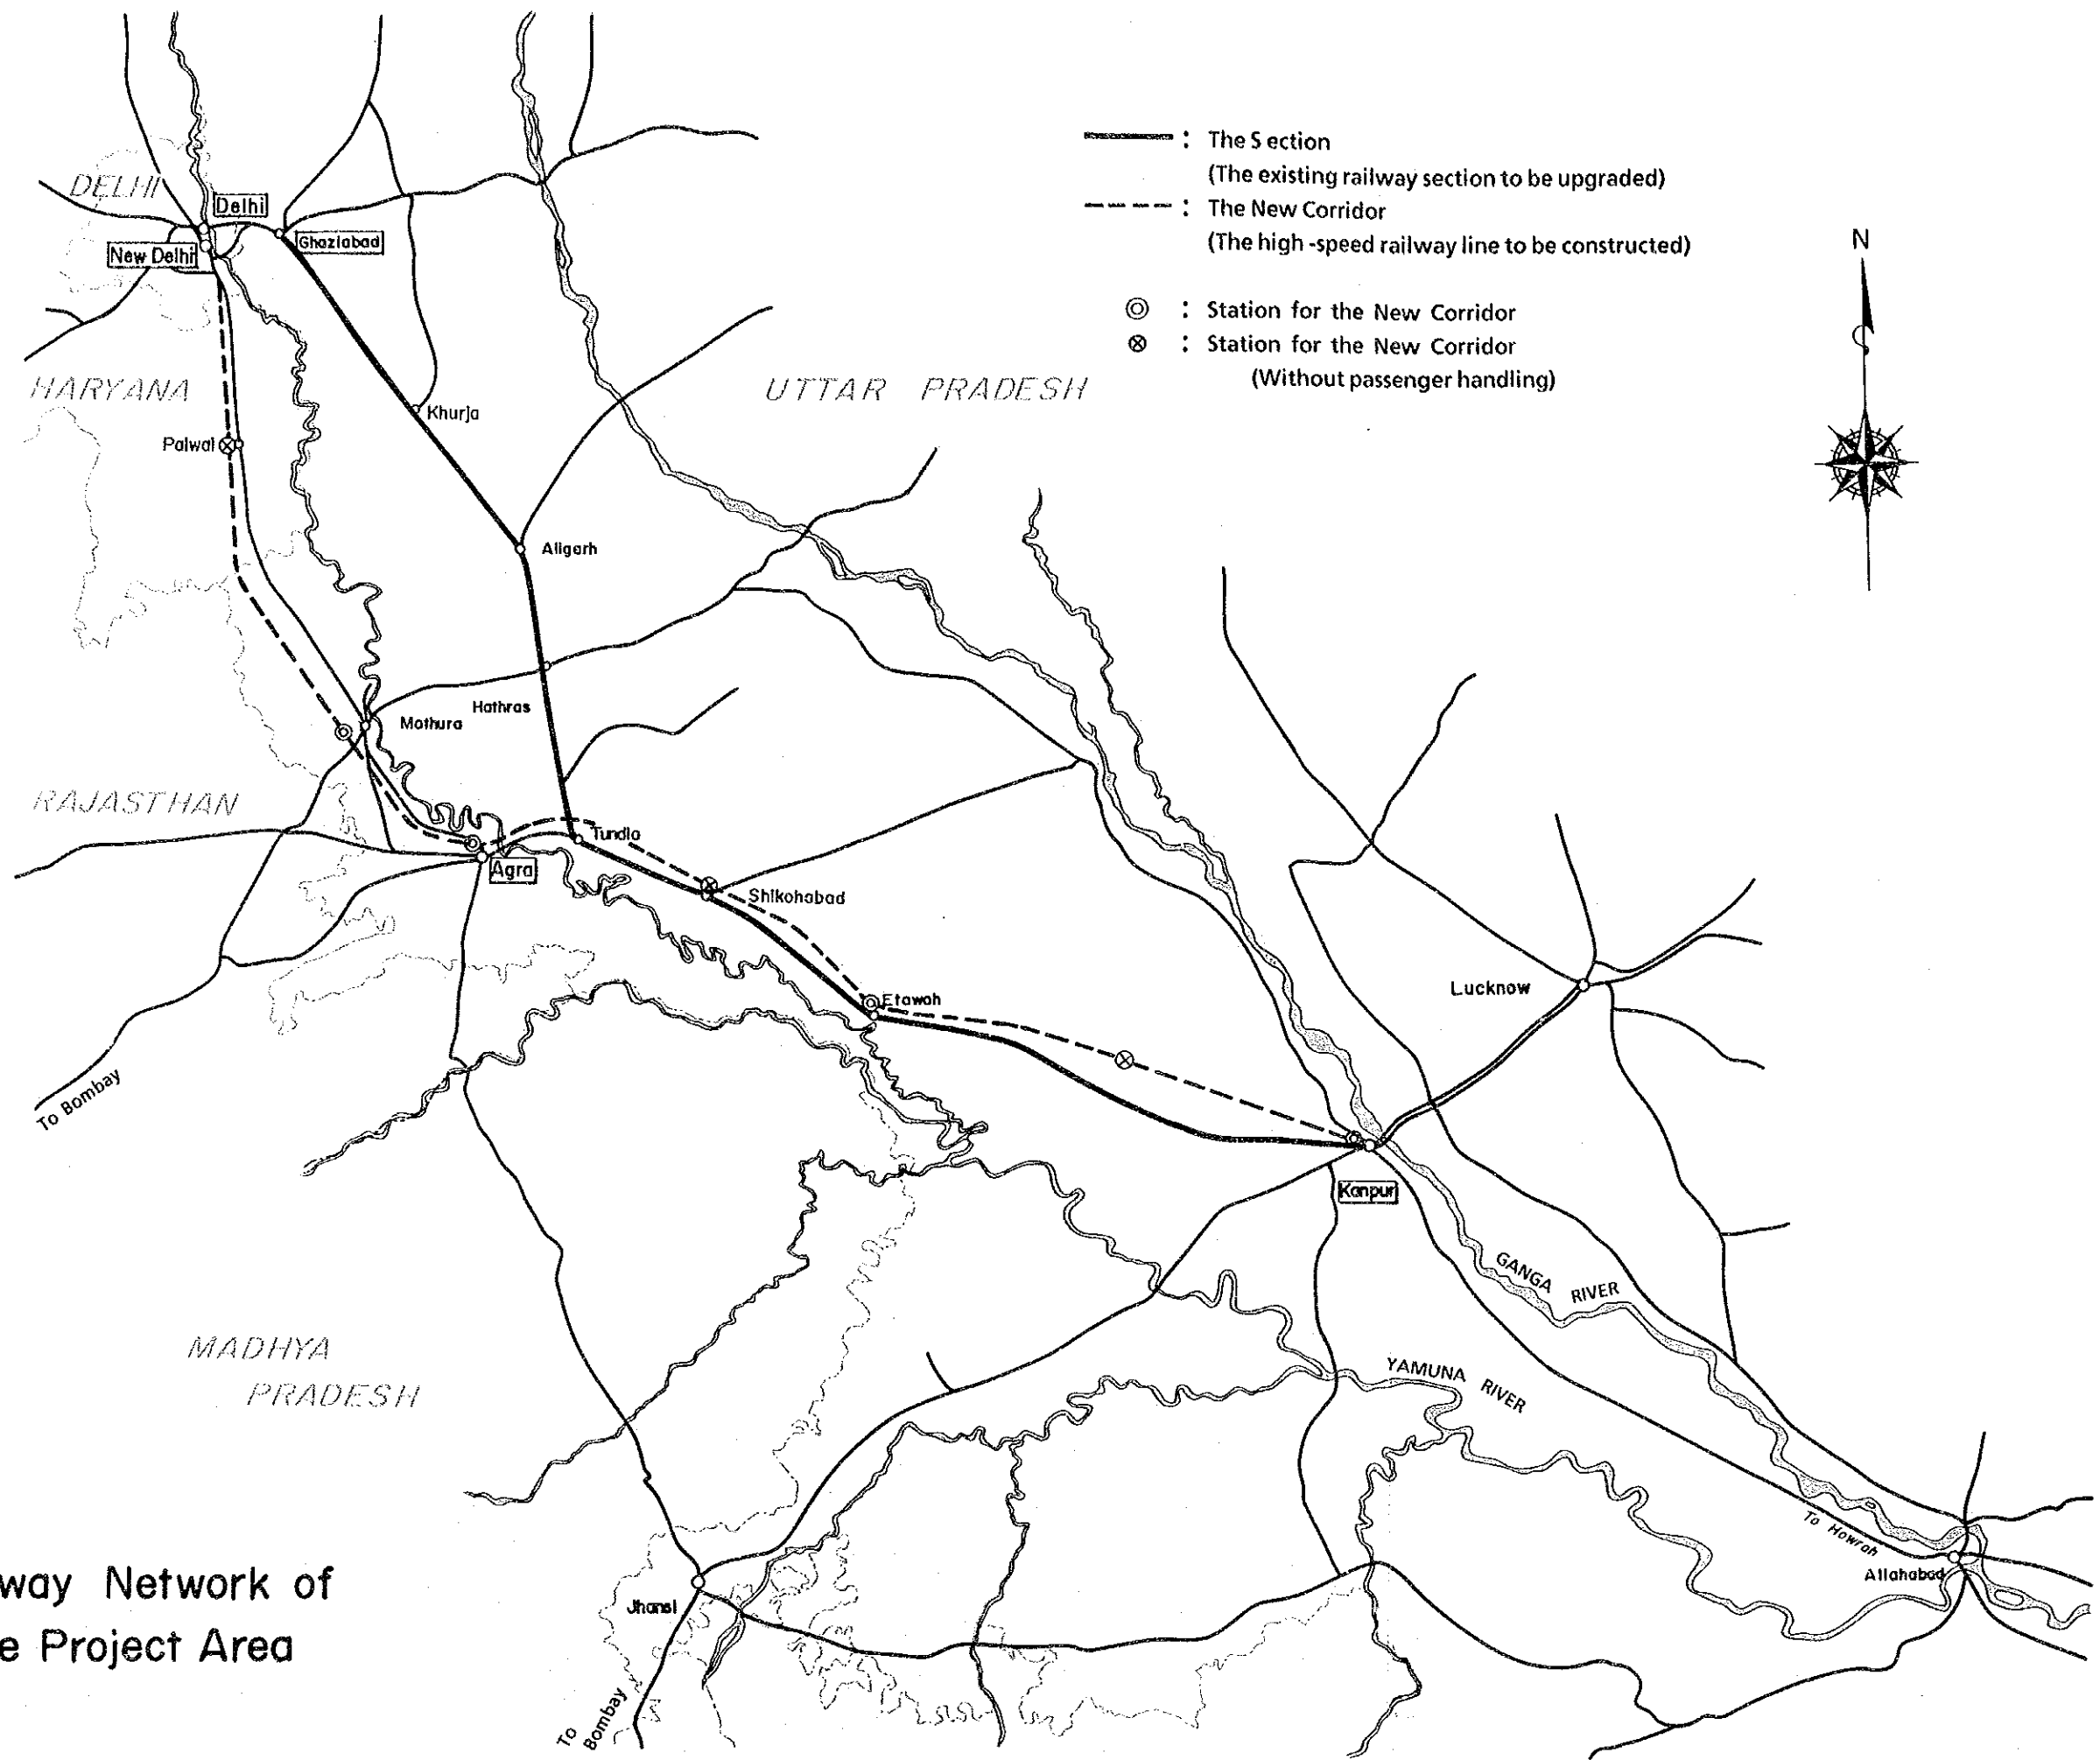 : The S ection
(The existing railway section to be upgraded)
: The New Corridor
(The high-speed railway line to be constructed)
: Station for the New Corridor
: Station for the New Corridor
(Without passenger handling)
N
DELHI
Delhi
New Delhi
Ghaziabad
HARYANA
UTTAR PRADESH
Khurja
Palwal
Aligarh
Hathras
Mathura
RAJASTHAN
Tundla
Agra
Shikohabad
Etawah
Lucknow
To Bombay
Kanpur
GANGA RIVER
MADHYA
PRADESH
YAMUNA RIVER
To Howrah
Allahabad
Jhansi
To
Bombay
way Network of
e Project Area